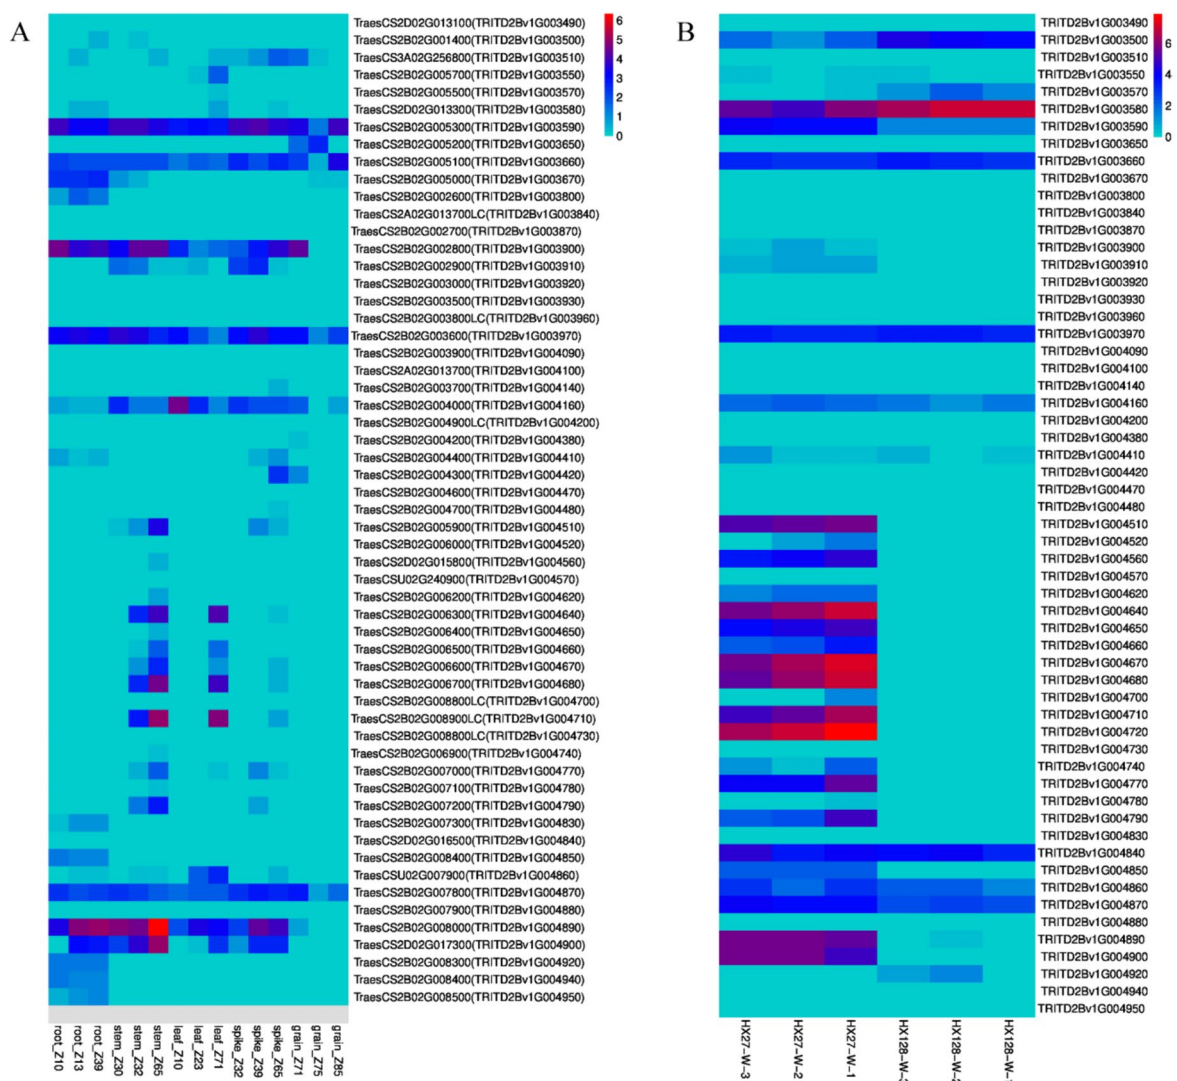 A
TraesCS2D02G013100(TRITD2Bv1G003490)
TraesCS2B02G001400(TRITD2Bv1G003500)
TraesCS3A02G256800(TRITD2Bv1G003510)
TraesCS2B02G005700(TRITD2Bv1G003550)
TraesCS2B02G005500(TRITD2Bv1G003570)
TraesCS2D02G013300(TRITD2Bv1G003580)
TraesCS2B02G005300(TRITD2Bv1G003590)
TraesCS2B02G005200(TRITD2Bv1G003650)
TraesCS2B02G005100(TRITD2Bv1G003660)
TraesCS2B02G005000(TRITD2Bv1G003670)
TraesCS2B02G002600(TRITD2Bv1G003800)
TraesCS2A02G013700LC(TRITD2Bv1G003840)
TraesCS2B02G002700(TRITD2Bv1G003870)
TraesCS2B02G002800(TRITD2Bv1G003900)
TraesCS2B02G002900(TRITD2Bv1G003910)
TraesCS2B02G003000(TRITD2Bv1G003920)
TraesCS2B02G003500(TRITD2Bv1G003930)
TraesCS2B02G003800LC(TRITD2Bv1G003960)
TraesCS2B02G003600(TRITD2Bv1G003970)
TraesCS2B02G003900(TRITD2Bv1G004090)
TraesCS2A02G013700(TRITD2Bv1G004100)
TraesCS2B02G003700(TRITD2Bv1G004140)
TraesCS2B02G004000(TRITD2Bv1G004160)
TraesCS2B02G004900LC(TRITD2Bv1G004200)
TraesCS2B02G004200(TRITD2Bv1G004380)
TraesCS2B02G004400(TRITD2Bv1G004410)
TraesCS2B02G004300(TRITD2Bv1G004420)
TraesCS2B02G004600(TRITD2Bv1G004470)
TraesCS2B02G004700(TRITD2Bv1G004480)
TraesCS2B02G005900(TRITD2Bv1G004510)
TraesCS2B02G006000(TRITD2Bv1G004520)
TraesCS2D02G015800(TRITD2Bv1G004560)
TraesCSU02G240900(TRITD2Bv1G004570)
TraesCS2B02G006200(TRITD2Bv1G004620)
TraesCS2B02G006300(TRITD2Bv1G004640)
TraesCS2B02G006400(TRITD2Bv1G004650)
TraesCS2B02G006500(TRITD2Bv1G004660)
TraesCS2B02G006600(TRITD2Bv1G004670)
TraesCS2B02G006700(TRITD2Bv1G004680)
TraesCS2B02G008800LC(TRITD2Bv1G004700)
TraesCS2B02G008900LC(TRITD2Bv1G004710)
TraesCS2B02G008800LC(TRITD2Bv1G004730)
TraesCS2B02G006900(TRITD2Bv1G004740)
TraesCS2B02G007000(TRITD2Bv1G004770)
TraesCS2B02G007100(TRITD2Bv1G004780)
TraesCS2B02G007200(TRITD2Bv1G004790)
TraesCS2B02G007300(TRITD2Bv1G004830)
TraesCS2D02G016500(TRITD2Bv1G004840)
TraesCS2B02G008400(TRITD2Bv1G004850)
TraesCSU02G007900(TRITD2Bv1G004860)
TraesCS2B02G007800(TRITD2Bv1G004870)
TraesCS2B02G007900(TRITD2Bv1G004880)
TraesCS2B02G008000(TRITD2Bv1G004890)
TraesCS2D02G017300(TRITD2Bv1G004900)
TraesCS2B02G008300(TRITD2Bv1G004920)
TraesCS2B02G008400(TRITD2Bv1G004940)
TraesCS2B02G008500(TRITD2Bv1G004950)
root_Z10
root_Z13
root_Z39
stem_Z30
stem_Z32
stem_Z65
leaf_Z10
leaf_Z23
leaf_Z71
spike_Z32
spike_Z39
spike_Z65
grain_Z71
grain_Z75
grain_Z85
6
5
4
3
2
1
0
B
TRITD2Bv1G003490
TRITD2Bv1G003500
TRITD2Bv1G003510
TRITD2Bv1G003550
TRITD2Bv1G003570
TRITD2Bv1G003580
TRITD2Bv1G003590
TRITD2Bv1G003650
TRITD2Bv1G003660
TRITD2Bv1G003670
TRITD2Bv1G003800
TRITD2Bv1G003840
TRITD2Bv1G003870
TRITD2Bv1G003900
TRITD2Bv1G003910
TRITD2Bv1G003920
TRITD2Bv1G003930
TRITD2Bv1G003960
TRITD2Bv1G003970
TRITD2Bv1G004090
TRITD2Bv1G004100
TRITD2Bv1G004140
TRITD2Bv1G004160
TRITD2Bv1G004200
TRITD2Bv1G004380
TRITD2Bv1G004410
TRITD2Bv1G004420
TRITD2Bv1G004470
TRITD2Bv1G004480
TRITD2Bv1G004510
TRITD2Bv1G004520
TRITD2Bv1G004560
TRITD2Bv1G004570
TRITD2Bv1G004620
TRITD2Bv1G004640
TRITD2Bv1G004650
TRITD2Bv1G004660
TRITD2Bv1G004670
TRITD2Bv1G004680
TRITD2Bv1G004700
TRITD2Bv1G004710
TRITD2Bv1G004720
TRITD2Bv1G004730
TRITD2Bv1G004740
TRITD2Bv1G004770
TRITD2Bv1G004780
TRITD2Bv1G004790
TRITD2Bv1G004830
TRITD2Bv1G004840
TRITD2Bv1G004850
TRITD2Bv1G004860
TRITD2Bv1G004870
TRITD2Bv1G004880
TRITD2Bv1G004890
TRITD2Bv1G004900
TRITD2Bv1G004920
TRITD2Bv1G004940
TRITD2Bv1G004950
HX27-W-3
HX27-W-2
HX27-W-1
6
4
2
0